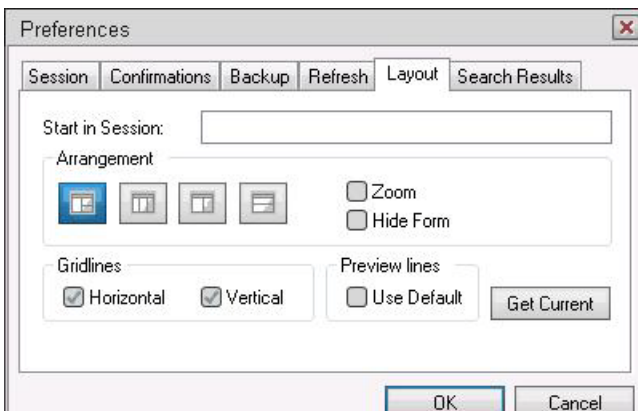 Preferences
Session Confirmations Backup Refresh Layout Search Results
Start in Session:
Arrangement
Zoom
Hide Form
Gridlines
Horizontal Vertical
Preview lines
Use Default
Get Current
OK Cancel